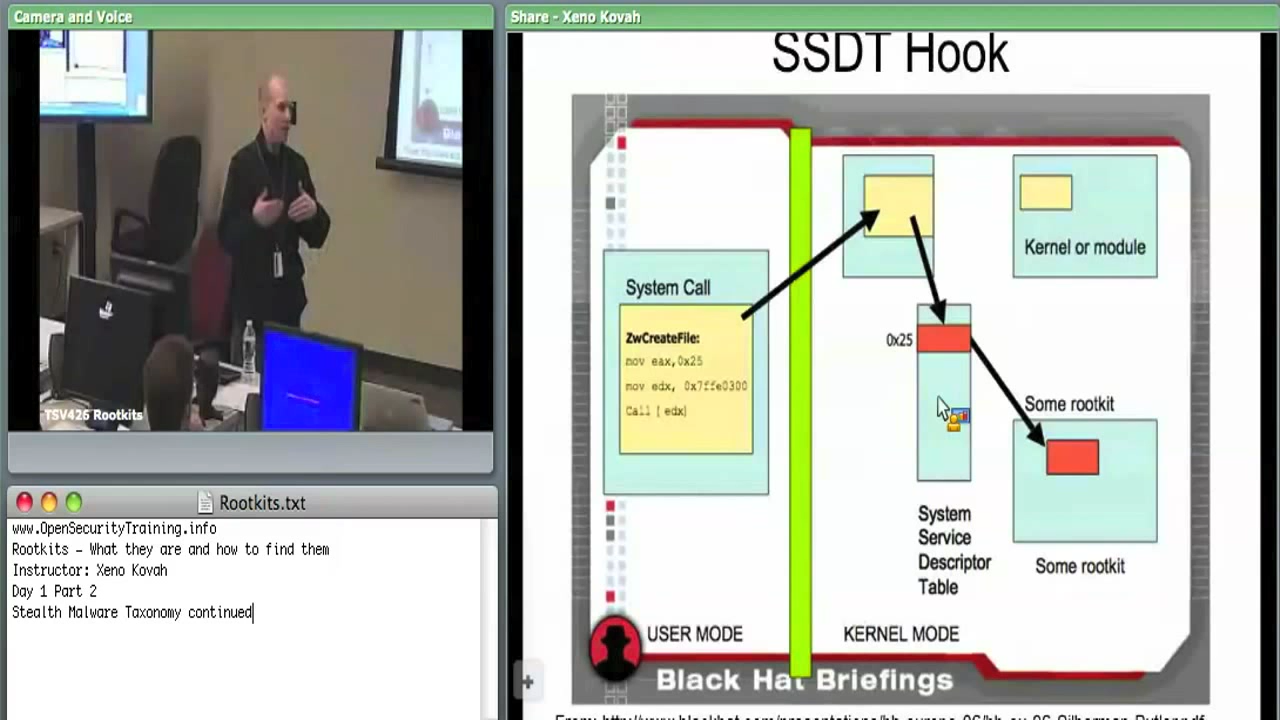 Camera and Voice
TSV426 Rootkits
Rootkits.txt
www.OpenSecurityTraining.info
Rootkits - What they are and how to find them
Instructor: Xeno Kovah
Day 1 Part 2
Stealth Malware Taxonomy continued
Share - Xeno Kovah
SSDT Hook
System Call
ZwCreateFile:
mov eax,0x25
mov edx, 0x7ffe0300
Call [ edx]
Kernel or module
0x25
Some rootkit
System
Service
Descriptor
Table
Some rootkit
USER MODE
KERNEL MODE
Black Hat Briefings